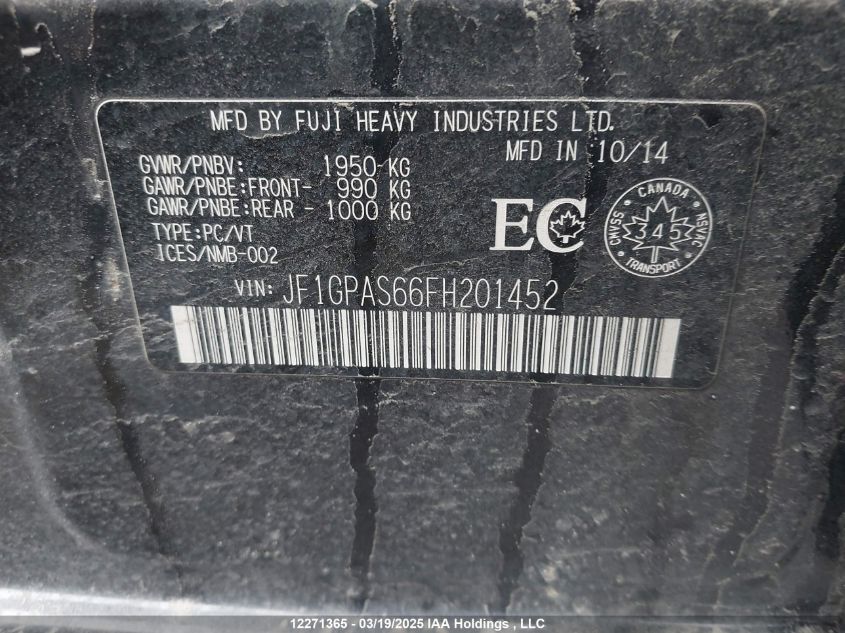 MFD BY FUJI HEAVY INDUSTRIES LTD.
MFD IN 10/14
GVWR/PNBV: 1950 KG
GAWR/PNBE:FRONT- 990 KG
GAWR/PNBE:REAR - 1000 KG
TYPE:PC/VT
ICES/NMB-002
EC
CANADA
CMVSS 345 NSVAC
TRANSPORT
VIN: JF1GPAS66FH201452
12271365 - 03/19/2025 IAA Holdings , LLC